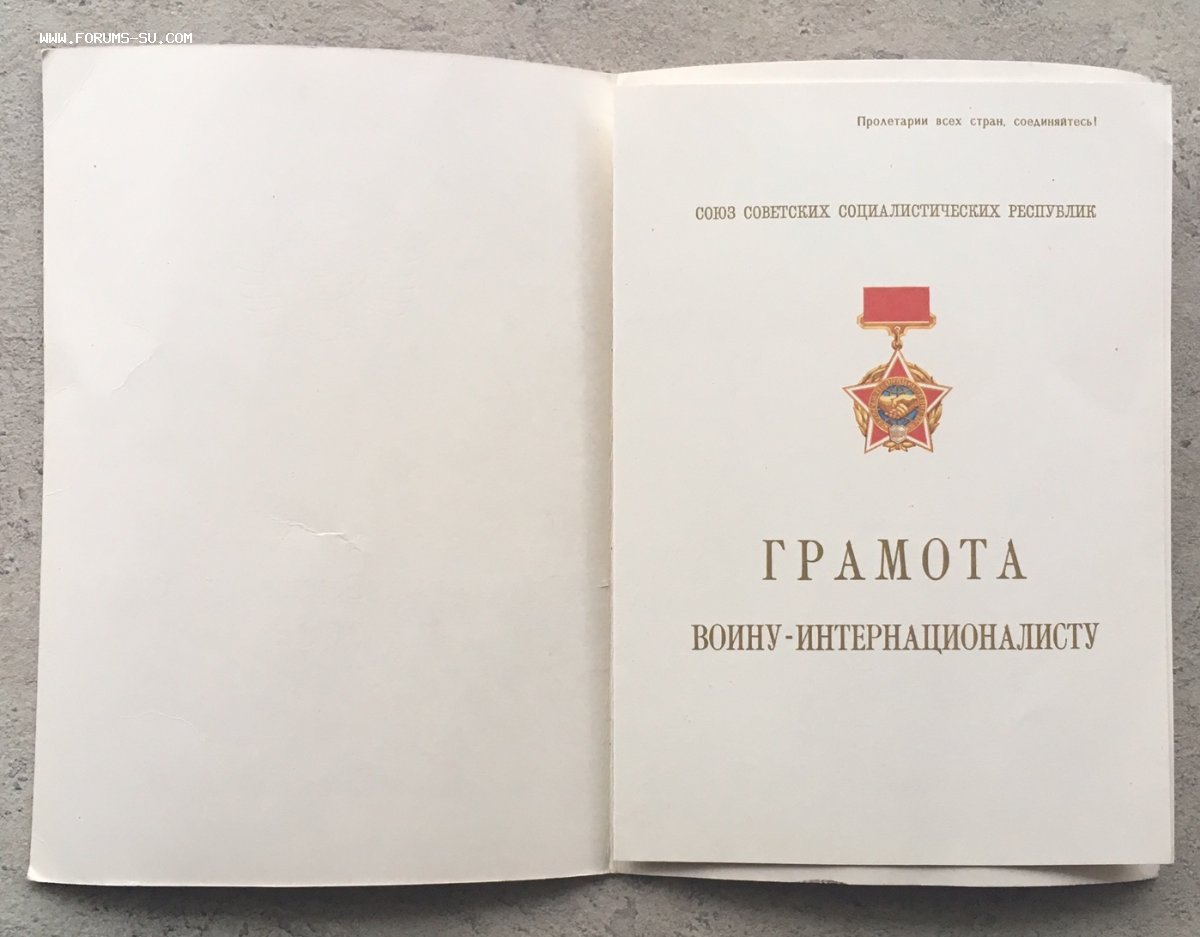 WWW.FORUMS-SU.COM
Пролетарии всех стран, соединяйтесь!
СОЮЗ СОВЕТСКИХ СОЦИАЛИСТИЧЕСКИХ РЕСПУБЛИК
ГРАМОТА
ВОИНУ-ИНТЕРНАЦИОНАЛИСТУ